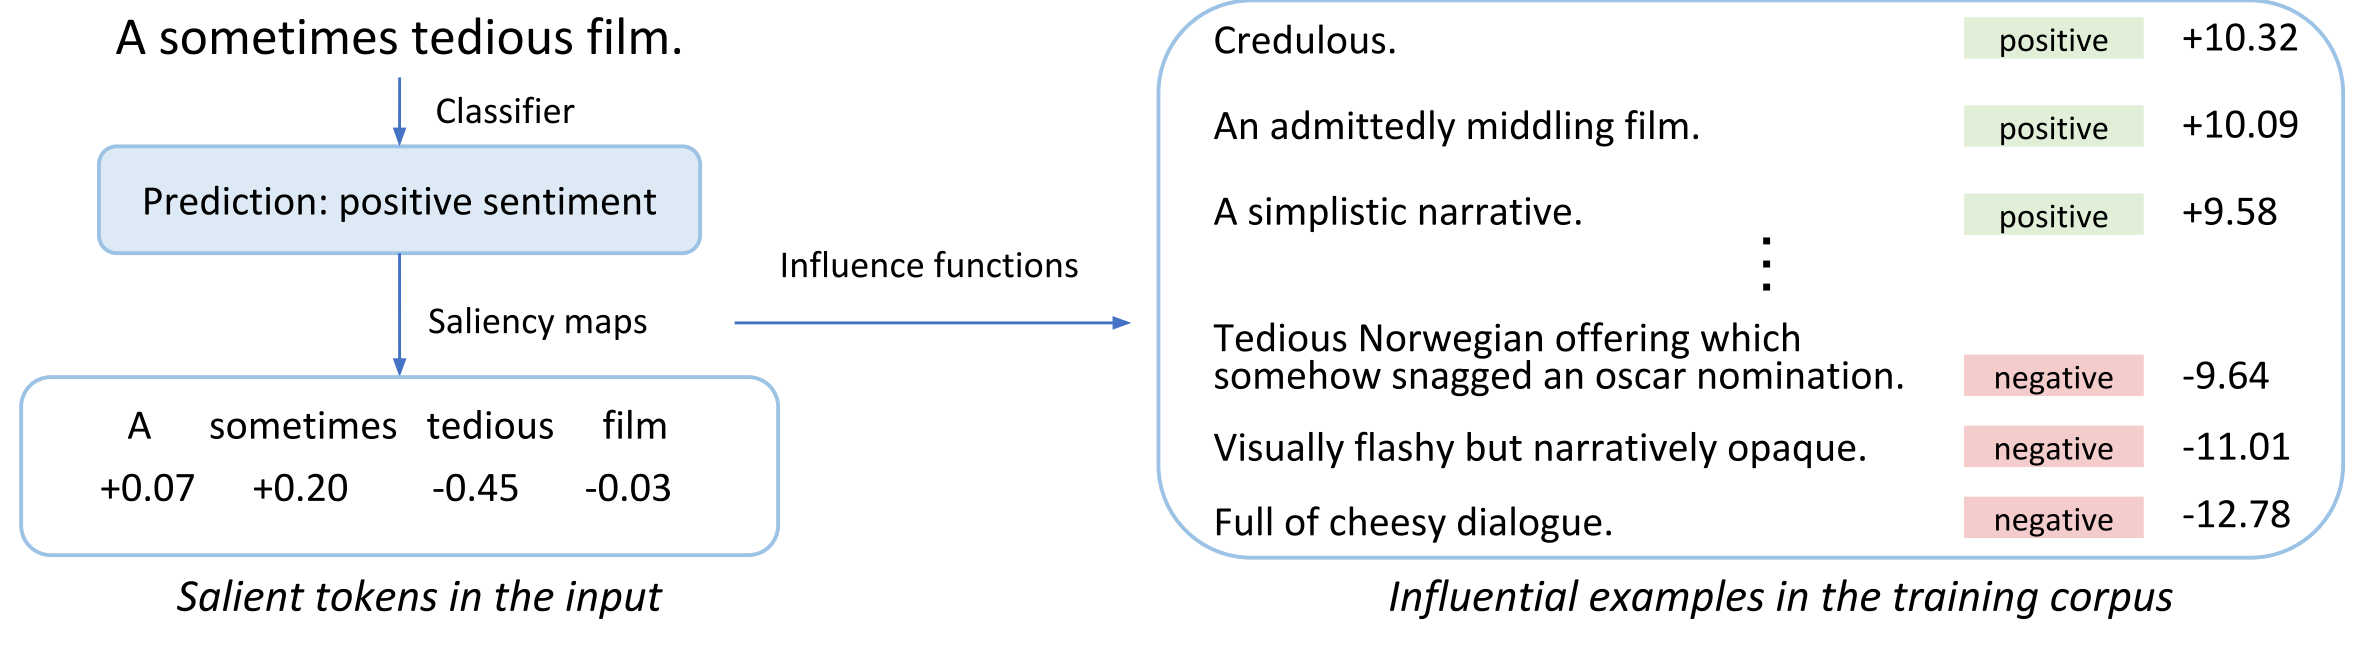 A sometimes tedious film.
Classifier
Prediction: positive sentiment
Saliency maps
A sometimes tedious film
+0.07 +0.20 -0.45 -0.03
Salient tokens in the input
Influence functions
Credulous. positive +10.32
An admittedly middling film. positive +10.09
A simplistic narrative. positive +9.58
Tedious Norwegian offering which
somehow snagged an oscar nomination. negative -9.64
Visually flashy but narratively opaque. negative -11.01
Full of cheesy dialogue. negative -12.78
Influential examples in the training corpus